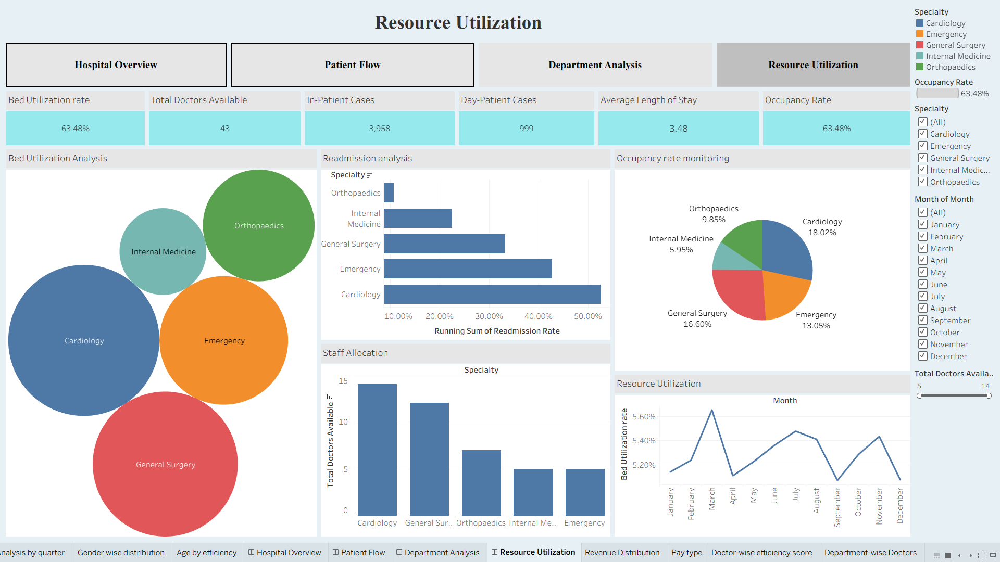 Resource Utilization
Hospital Overview
Patient Flow
Department Analysis
Resource Utilization
Bed Utilization rate
63.48%
Total Doctors Available
43
In-Patient Cases
3,958
Day-Patient Cases
999
Average Length of Stay
3.48
Occupancy Rate
63.48%
Bed Utilization Analysis
Orthopaedics
Internal Medicine
Cardiology
Emergency
General Surgery
Readmission analysis
Specialty
Orthopaedics
Internal
Medicine
General Surgery
Emergency
Cardiology
10.00%
20.00%
30.00%
40.00%
50.00%
Running Sum of Readmission Rate
Staff Allocation
Specialty
Total Doctors Available
15
10
5
0
Cardiology
General Sur..
Orthopaedics
Internal Me..
Emergency
Occupancy rate monitoring
Orthopaedics
9.85%
Cardiology
18.02%
Internal Medicine
5.95%
General Surgery
16.60%
Emergency
13.05%
Resource Utilization
Month
Bed Utilization rate
5.60%
5.40%
5.20%
January
February
March
April
May
June
July
August
September
October
November
December
Specialty
Cardiology
Emergency
General Surgery
Internal Medicine
Orthopaedics
Occupancy Rate
63.48%
Specialty
(All)
Cardiology
Emergency
General Surgery
Internal Medic...
Orthopaedics
Month of Month
(All)
January
February
March
April
May
June
July
August
September
October
November
December
Total Doctors Availa..
5
14
nalysis by quarter
Gender wise distribution
Age by efficiency
Hospital Overview
Patient Flow
Department Analysis
Resource Utilization
Revenue Distribution
Pay type
Doctor-wise efficiency score
Department-wise Doctors